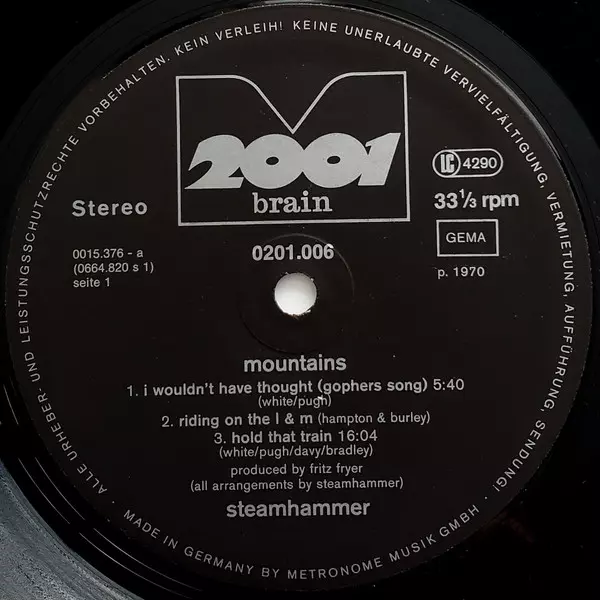 ALLE URHEBER- UND LEISTUNGSSCHUTZRECHTE VORBEHALTEN. KEIN VERLEIH! KEINE UNERLAUBTE VERVIELFÄLTIGUNG, VERMIETUNG, AUFFÜHRUNG, SENDUNG!
2001
brain
Stereo
LC 4290
33⅓ rpm
GEMA
0015.376 - a
(0664.820 s 1)
seite 1
0201.006
p. 1970
mountains
1. i wouldn't have thought (gophers song) 5:40
(white/pugh)
2. riding on the l & m (hampton & burley)
3. hold that train 16:04
(white/pugh/davy/bradley)
produced by fritz fryer
(all arrangements by steamhammer)
steamhammer
MADE IN GERMANY BY METRONOME MUSIK GMBH